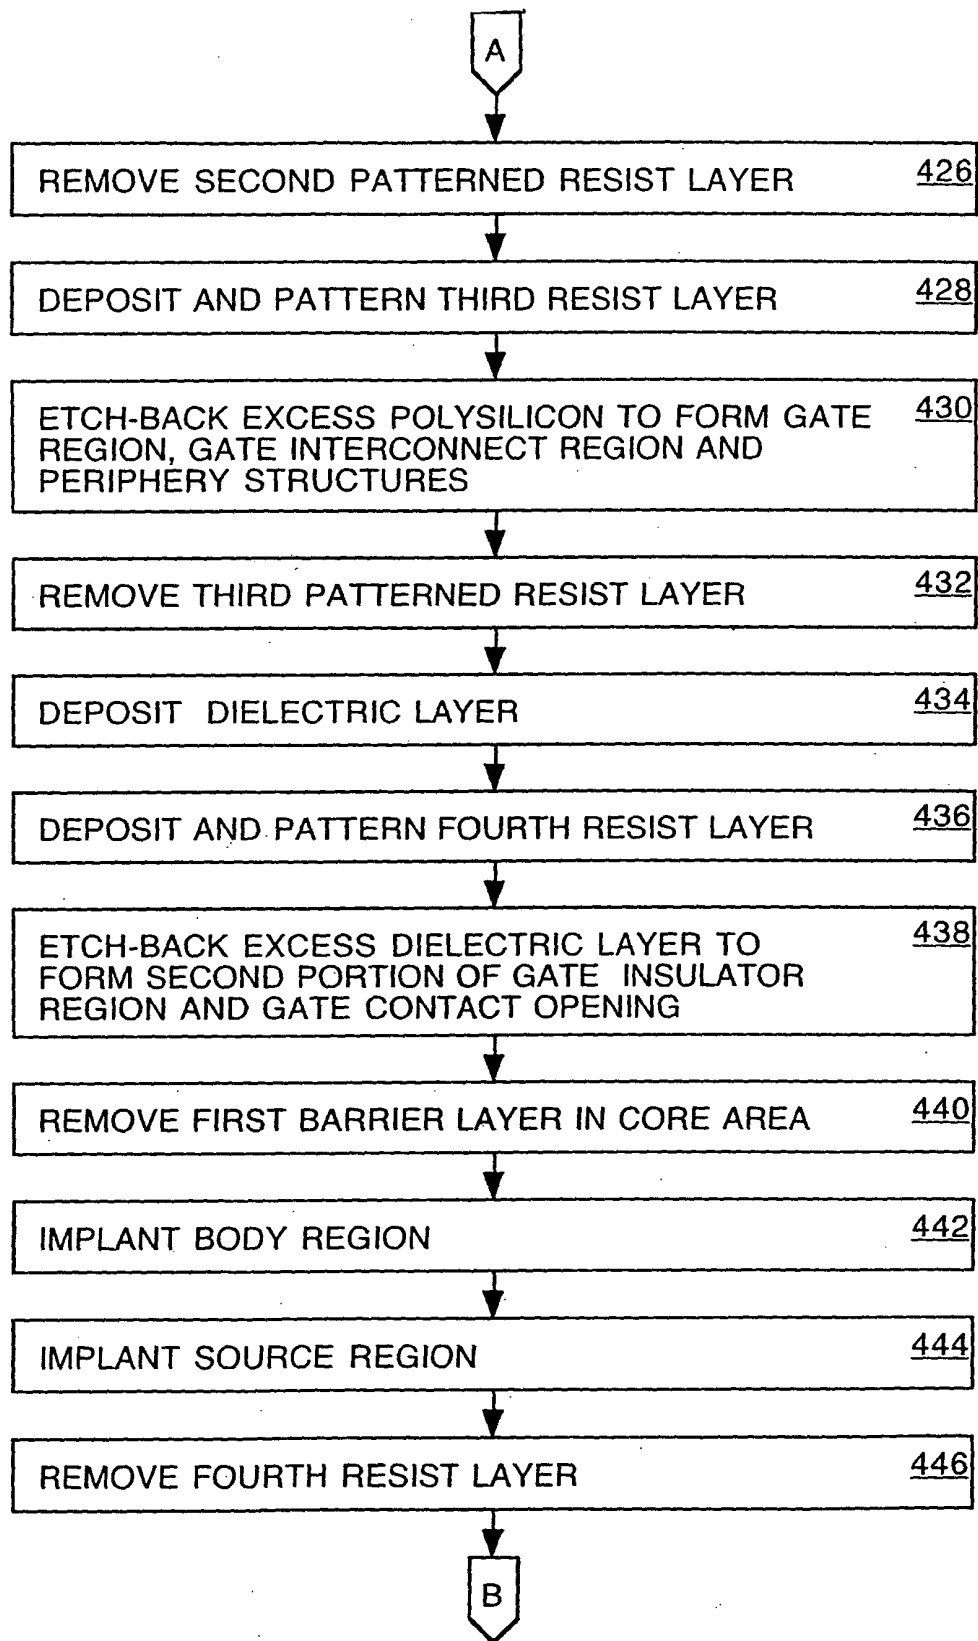 A
REMOVE SECOND PATTERNED RESIST LAYER 426
DEPOSIT AND PATTERN THIRD RESIST LAYER 428
ETCH-BACK EXCESS POLYSILICON TO FORM GATE 430
REGION, GATE INTERCONNECT REGION AND
PERIPHERY STRUCTURES
REMOVE THIRD PATTERNED RESIST LAYER 432
DEPOSIT DIELECTRIC LAYER 434
DEPOSIT AND PATTERN FOURTH RESIST LAYER 436
ETCH-BACK EXCESS DIELECTRIC LAYER TO 438
FORM SECOND PORTION OF GATE INSULATOR
REGION AND GATE CONTACT OPENING
REMOVE FIRST BARRIER LAYER IN CORE AREA 440
IMPLANT BODY REGION 442
IMPLANT SOURCE REGION 444
REMOVE FOURTH RESIST LAYER 446
B